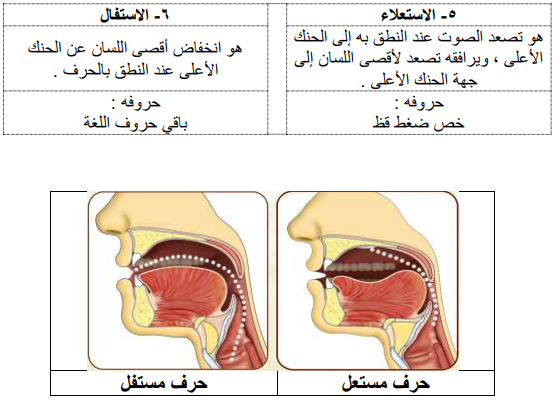 ٥- الاستعلاء
هو تصعد الصوت عند النطق به إلى الحنك
الأعلى ، ويرافقه تصعد لأقصى اللسان إلى
جهة الحنك الأعلى .
حروفه :
خص ضغط قظ
٦- الاستفال
هو انخفاض أقصى اللسان عن الحنك
الأعلى عند النطق بالحرف .
حروفه :
باقي حروف اللغة
حرف مستعل
حرف مستفل